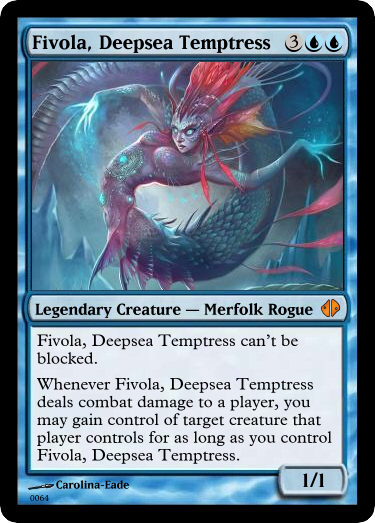 Fivola, Deepsea Temptress 3
Legendary Creature — Merfolk Rogue
Fivola, Deepsea Temptress can't be
blocked.
Whenever Fivola, Deepsea Temptress
deals combat damage to a player, you
may gain control of target creature that
player controls for as long as you control
Fivola, Deepsea Temptress.
1/1
Carolina-Eade
0064